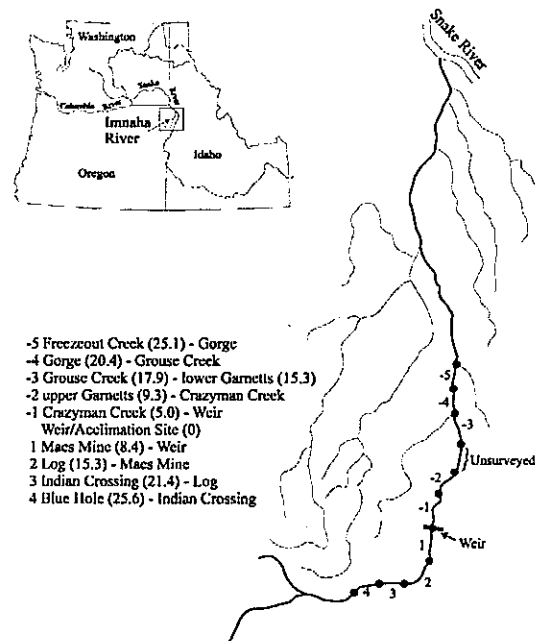 Washington
Snake
River
Columbia
River
Imnaha
River
Idaho
Oregon
Snake River
-5 Freezeout Creek (25.1) - Gorge
-4 Gorge (20.4) - Grouse Creek
-3 Grouse Creek (17.9) - lower Garnetts (15.3)
-2 upper Garnetts (9.3) - Crazyman Creek
-1 Crazyman Creek (5.0) - Weir
Weir/Acclimation Site (0)
1 Macs Mine (8.4) - Weir
2 Log (15.3) - Macs Mine
3 Indian Crossing (21.4) - Log
4 Blue Hole (25.6) - Indian Crossing
-5
-4
-3
Unsurveyed
-2
-1
Weir
1
2
3
4